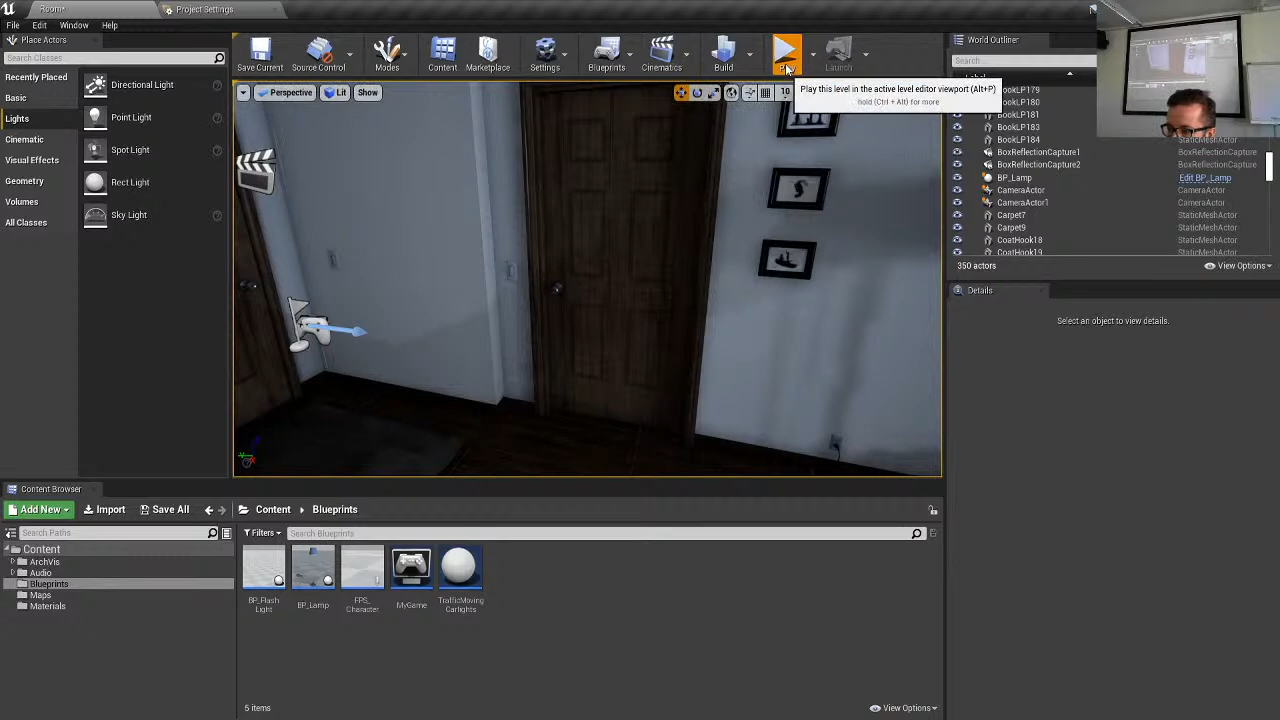 Room*
Project Settings
File Edit Window Help
Place Actors
Search Classes
Recently Placed
Basic
Lights
Cinematic
Visual Effects
Geometry
Volumes
All Classes
Directional Light
Point Light
Spot Light
Rect Light
Sky Light
Save Current
Source Control
Modes
Content
Marketplace
Settings
Blueprints
Cinematics
Build
Launch
Perspective
Lit
Show
10
Play this level in the active level editor viewport (Alt+P)
hold (Ctrl + Alt) for more
World Outliner
Search...
BookLP180
BookLP181
BookLP183
BookLP184 StaticMeshActor
BoxReflectionCapture1 BoxReflectionCapture
BoxReflectionCapture2 BoxReflectionCapture
BP_Lamp Edit BP_Lamp
CameraActor CameraActor
CameraActor1 CameraActor
Carpet7 StaticMeshActor
Carpet9 StaticMeshActor
CoatHook18 StaticMeshActor
CoatHook19 StaticMeshActor
350 actors
View Options
Details
Select an object to view details.
Content Browser
Add New
Import
Save All
Content
Blueprints
Search Paths
Filters
Search Blueprints
Content
ArchVis
Audio
Blueprints
Maps
Materials
BP_Flash
Light
BP_Lamp
FPS_
Character
MyGame
TrafficMoving
Carlights
5 items
View Options